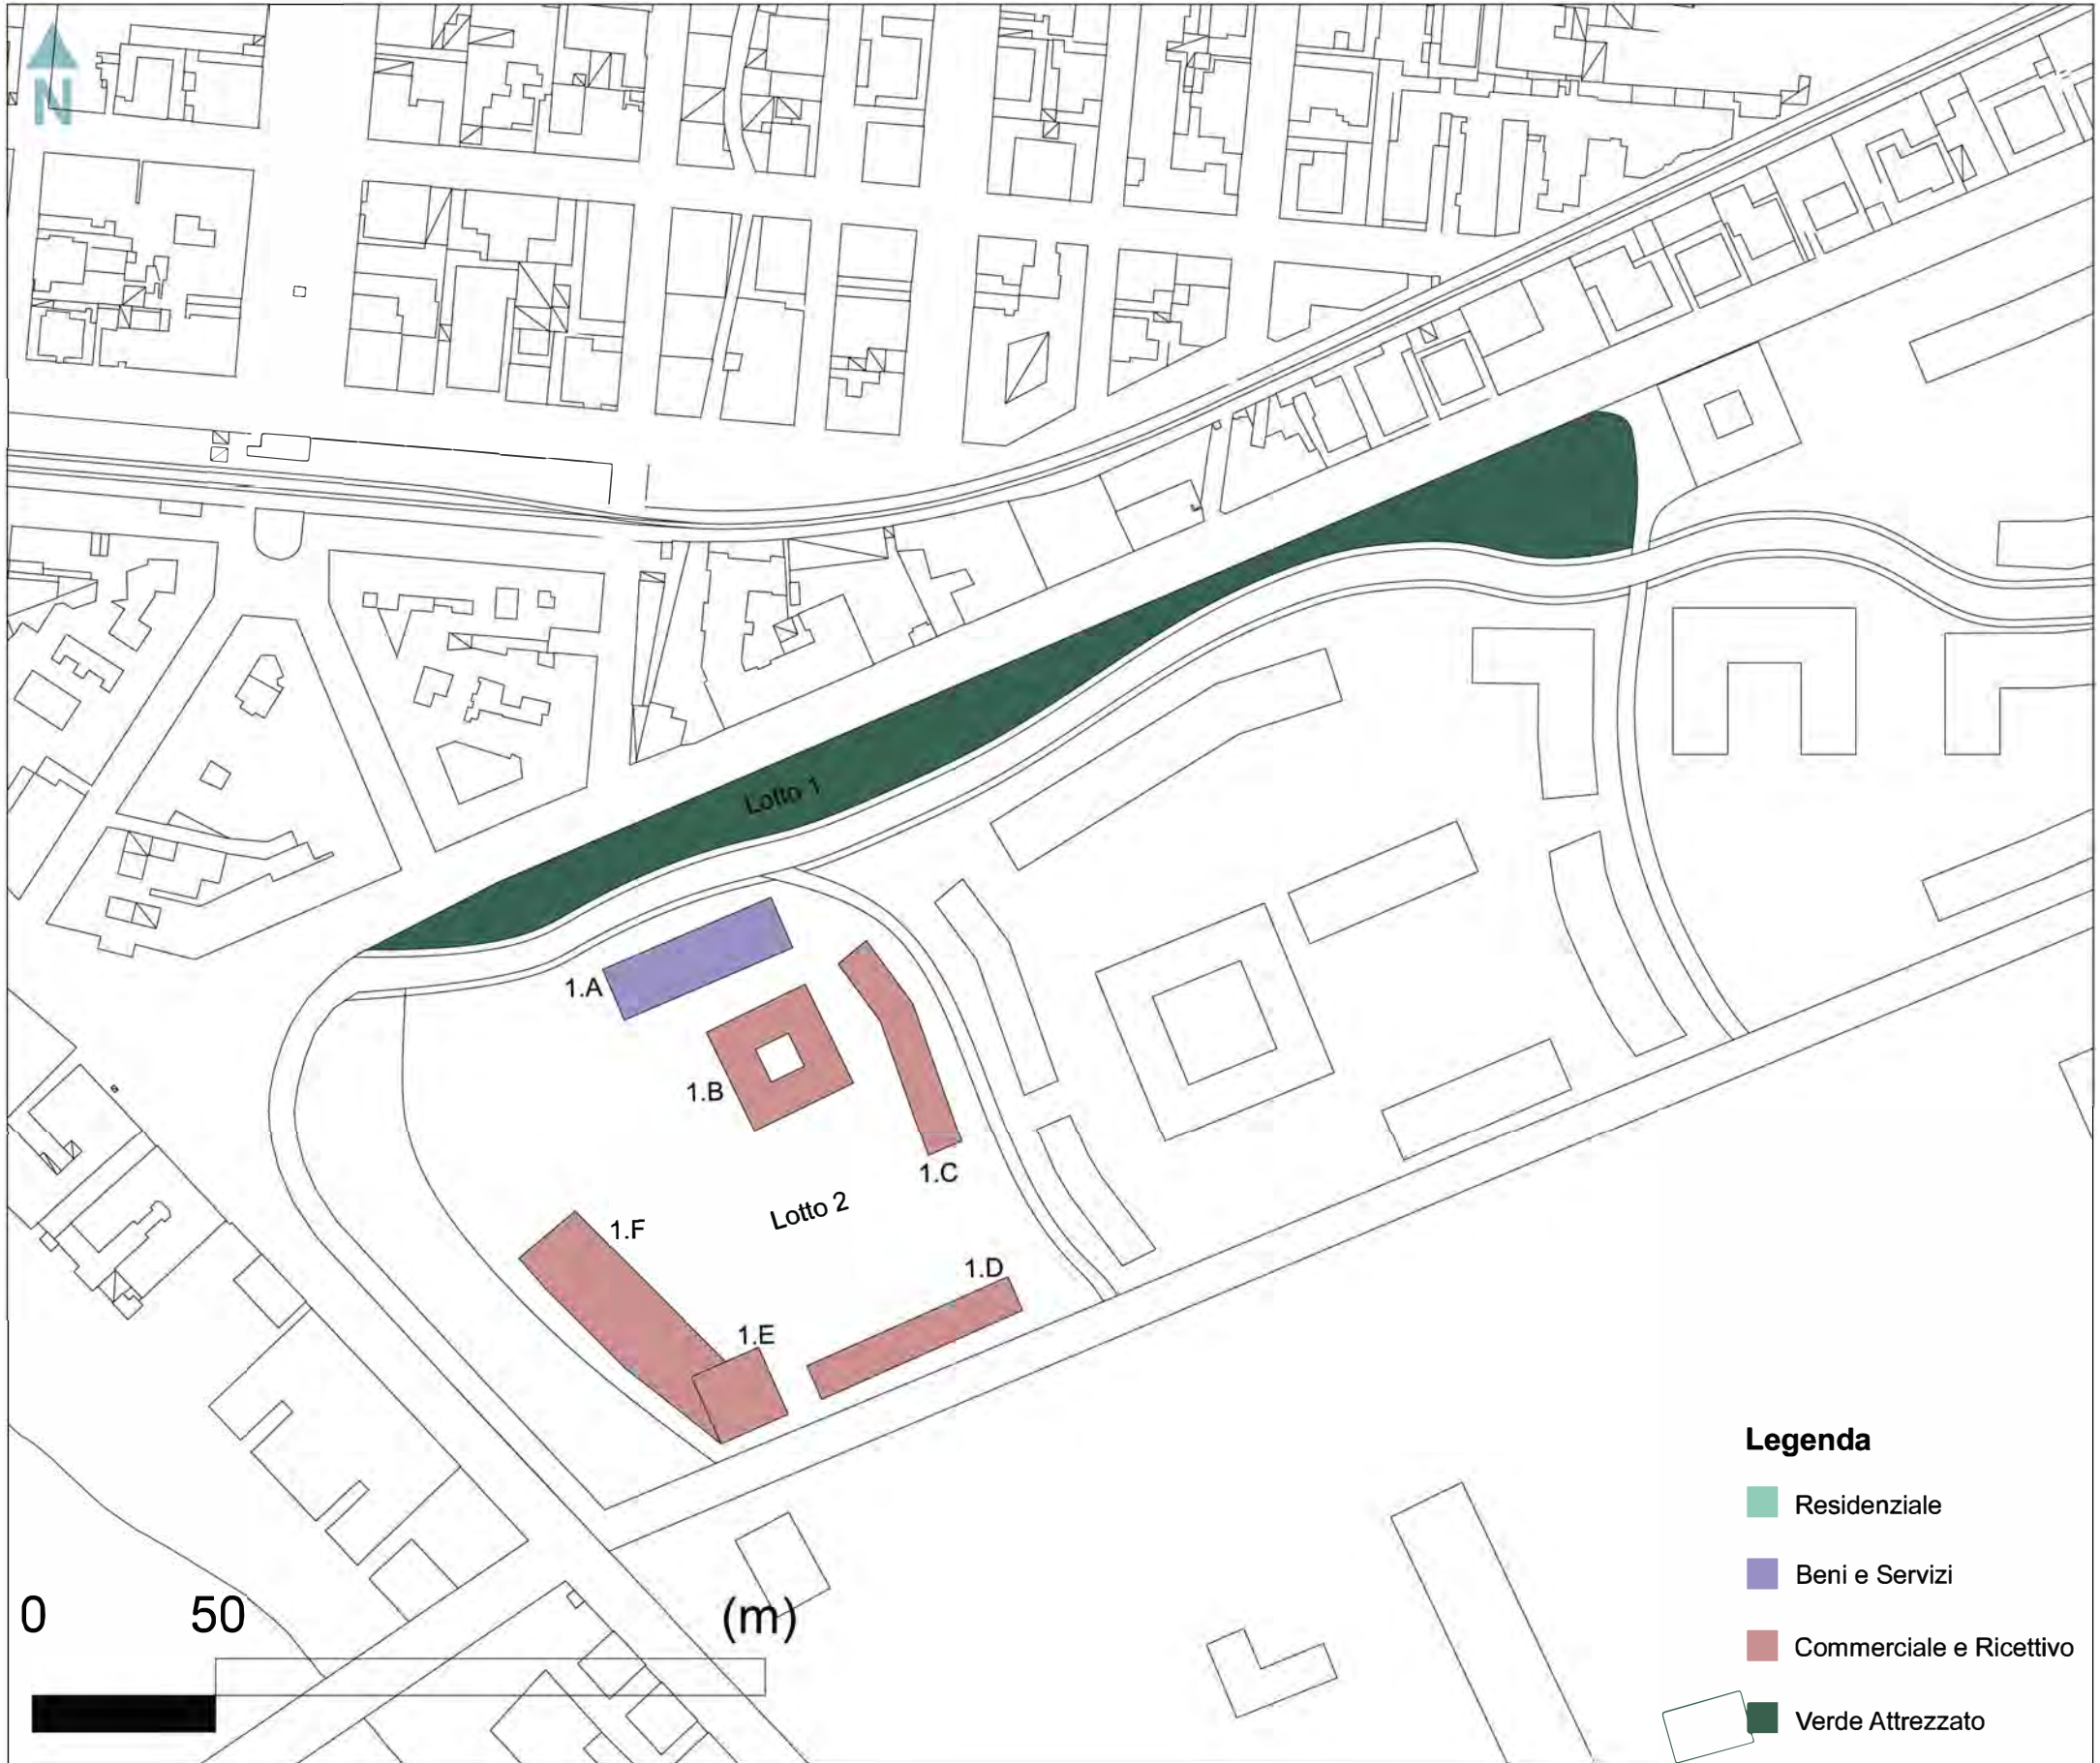 N
Lotto 1
1.A
1.B
1.C
Lotto 2
1.F
1.D
1.E
Legenda
Residenziale
Beni e Servizi
Commerciale e Ricettivo
Verde Attrezzato
0 50 (m)